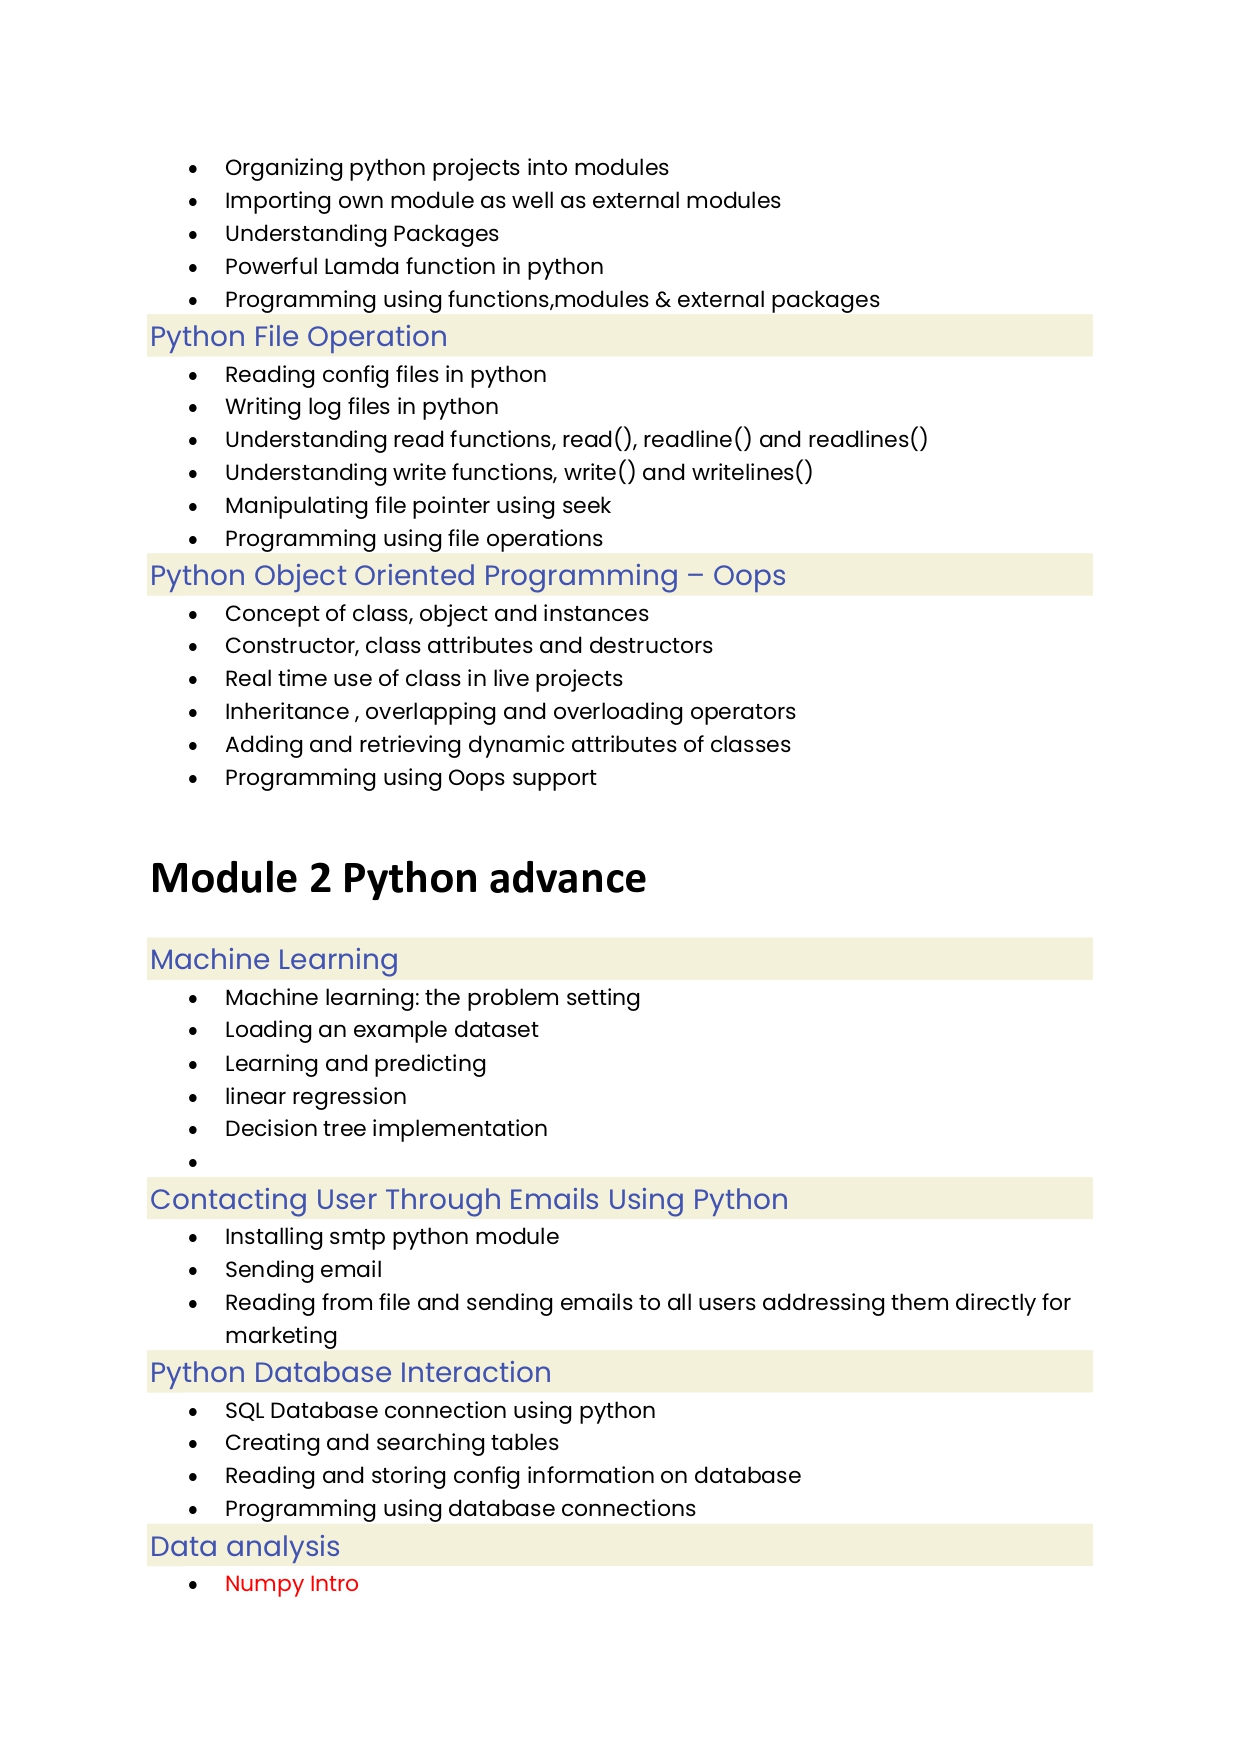 • Organizing python projects into modules
• Importing own module as well as external modules
• Understanding Packages
• Powerful Lamda function in python
• Programming using functions,modules & external packages
Python File Operation
• Reading config files in python
• Writing log files in python
• Understanding read functions, read(), readline() and readlines()
• Understanding write functions, write() and writelines()
• Manipulating file pointer using seek
• Programming using file operations
Python Object Oriented Programming – Oops
• Concept of class, object and instances
• Constructor, class attributes and destructors
• Real time use of class in live projects
• Inheritance , overlapping and overloading operators
• Adding and retrieving dynamic attributes of classes
• Programming using Oops support
Module 2 Python advance
Machine Learning
• Machine learning: the problem setting
• Loading an example dataset
• Learning and predicting
• linear regression
• Decision tree implementation
•
Contacting User Through Emails Using Python
• Installing smtp python module
• Sending email
• Reading from file and sending emails to all users addressing them directly for
marketing
Python Database Interaction
• SQL Database connection using python
• Creating and searching tables
• Reading and storing config information on database
• Programming using database connections
Data analysis
• Numpy Intro